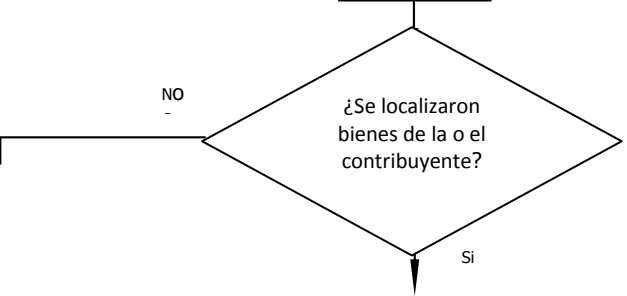 NO
¿Se localizaron
bienes de la o el
contribuyente?
Si